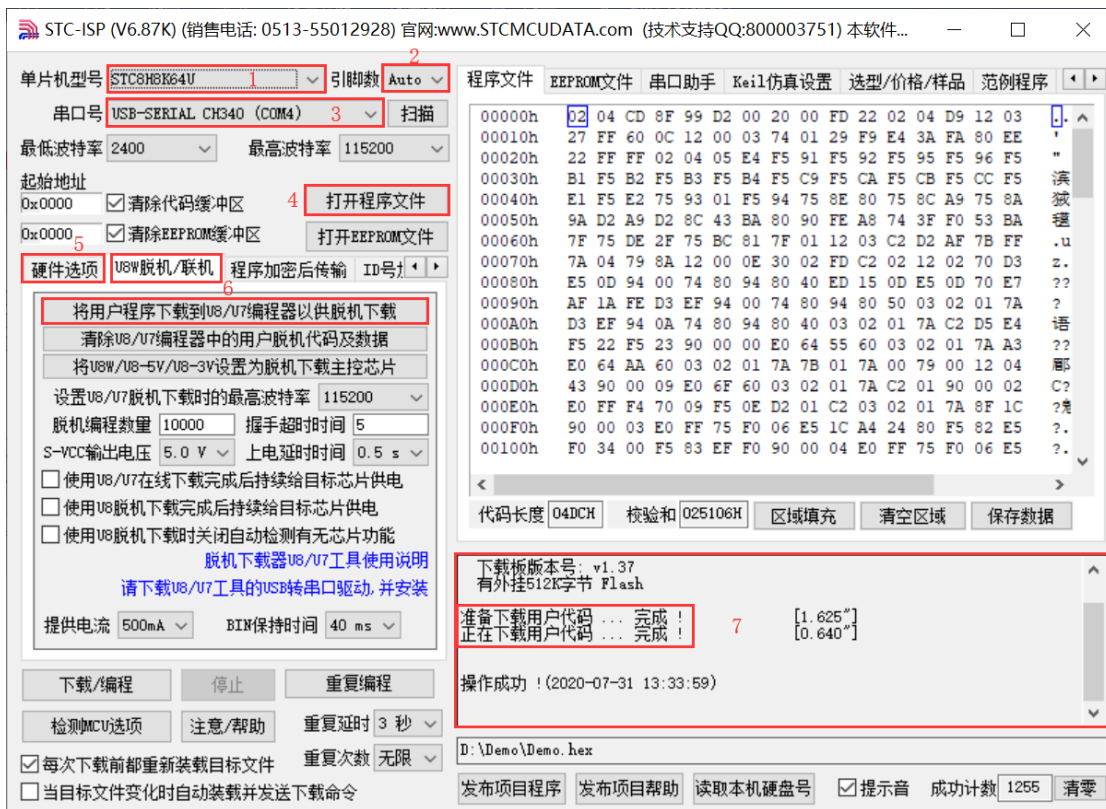 STC-ISP (V6.87K) (销售电话: 0513-55012928) 官网:www.STCMCUDATA.com (技术支持QQ:800003751) 本软件...
单片机型号 STC8H8K64U 1 引脚数 Auto 2
串口号 USB-SERIAL CH340 (COM4) 3 扫描
最低波特率 2400 最高波特率 115200
起始地址
0x0000 清除代码缓冲区 4 打开程序文件
0x0000 清除EEPROM缓冲区 打开EEPROM文件
5
硬件选项 U8W脱机/联机 程序加密后传输 ID号
6
将用户程序下载到U8/U7编程器以供脱机下载
清除U8/U7编程器中的用户脱机代码及数据
将U8W/U8-5V/U8-3V设置为脱机下载主控芯片
设置U8/U7脱机下载时的最高波特率 115200
脱机编程数量 10000 握手超时时间 5
S-VCC输出电压 5.0 V 上电延时时间 0.5 s
使用U8/U7在线下载完成后持续给目标芯片供电
使用U8脱机下载完成后持续给目标芯片供电
使用U8脱机下载时关闭自动检测有无芯片功能
脱机下载器U8/U7工具使用说明
请下载U8/U7工具的USB转串口驱动,并安装
提供电流 500mA BIN保持时间 40 ms
下载/编程 停止 重复编程
检测MCU选项 注意/帮助 重复延时 3 秒
每次下载前都重新装载目标文件 重复次数 无限
当目标文件变化时自动装载并发送下载命令
程序文件 EEPROM文件 串口助手 Keil仿真设置 选型/价格/样品 范例程序
00000h 02 04 CD 8F 99 D2 00 20 00 FD 22 02 04 D9 12 03 ..
00010h 27 FF 60 0C 12 00 03 74 01 29 F9 E4 3A FA 80 EE '
00020h 22 FF FF 02 04 05 E4 F5 91 F5 92 F5 95 F5 96 F5 "
00030h B1 F5 B2 F5 B3 F5 B4 F5 C9 F5 CA F5 CB F5 CC F5 滨
00040h E1 F5 E2 75 93 01 F5 94 75 8E 80 75 8C A9 75 8A
00050h 9A D2 A9 D2 8C 43 BA 80 90 FE A8 74 3F F0 53 BA
00060h 7F 75 DE 2F 75 BC 81 7F 01 12 03 C2 D2 AF 7B FF .u
00070h 7A 04 79 8A 12 00 0E 30 02 FD C2 02 12 02 70 D3 z.
00080h E5 0D 94 00 74 80 94 80 40 ED 15 0D E5 0D 70 E7 ??
00090h AF 1A FE D3 EF 94 00 74 80 94 80 50 03 02 01 7A ?
000A0h D3 EF 94 0A 74 80 94 80 40 03 02 01 7A C2 D5 E4 语
000B0h F5 22 F5 23 90 00 00 E0 64 55 60 03 02 01 7A A3 ??
000C0h E0 64 AA 60 03 02 01 7A 7B 01 7A 00 79 00 12 04 郿
000D0h 43 90 00 09 E0 6F 60 03 02 01 7A C2 01 90 00 02 C?
000E0h E0 FF F4 70 09 F5 0E D2 01 C2 03 02 01 7A 8F 1C
000F0h 90 00 03 E0 FF 75 F0 06 E5 1C A4 24 80 F5 82 E5 ?.
00100h F0 34 00 F5 83 EF F0 90 00 04 E0 FF 75 F0 06 E5 ?.
代码长度 04DCH 校验和 025106H 区域填充 清空区域 保存数据
下载板版本号: v1.37
有外挂512K字节 Flash
准备下载用户代码 ... 完成 ! [1.625"]
正在下载用户代码 ... 完成 ! [0.640"]
7
操作成功 !(2020-07-31 13:33:59)
D:\Demo\Demo.hex
发布项目程序 发布项目帮助 读取本机硬盘号 提示音 成功计数 1255 清零